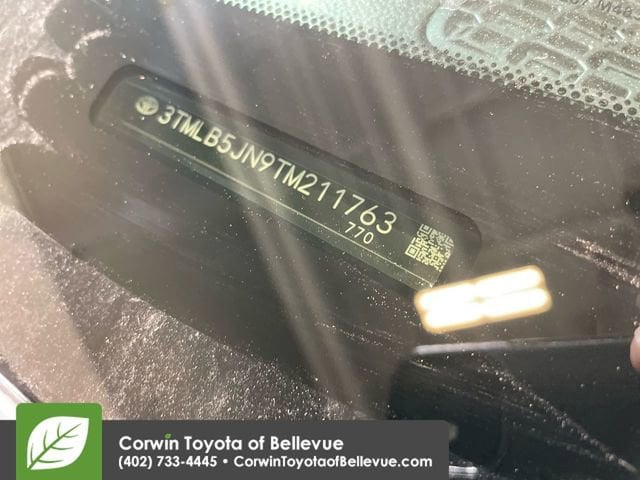 3TMLB5JN9TM211763
770
Corwin Toyota of Bellevue
(402) 733-4445 • CorwinToyotaofBellevue.com